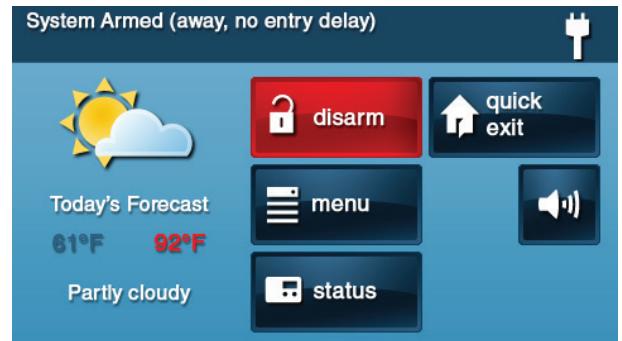 System Armed (away, no entry delay)
disarm
quick
exit
Today's Forecast
menu
61°F 92°F
Partly cloudy
status